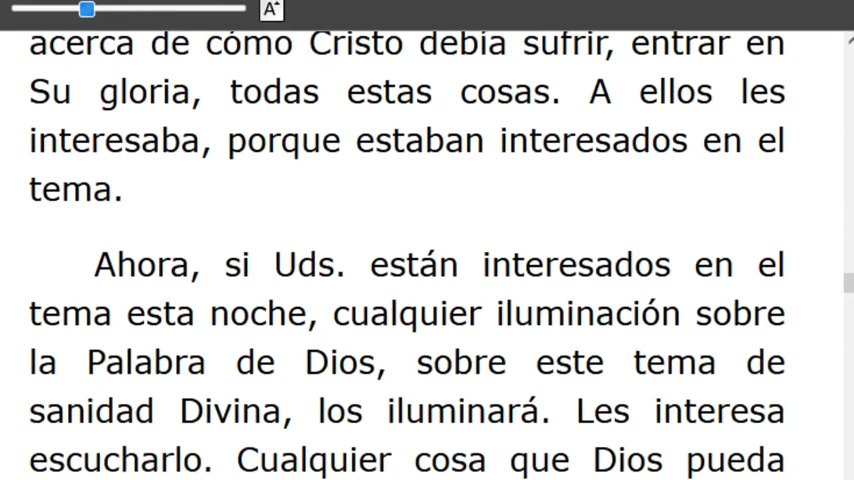 A
acerca de cómo Cristo debía sufrir, entrar en
Su gloria, todas estas cosas. A ellos les
interesaba, porque estaban interesados en el
tema.
Ahora, si Uds. están interesados en el
tema esta noche, cualquier iluminación sobre
la Palabra de Dios, sobre este tema de
sanidad Divina, los iluminará. Les interesa
escucharlo. Cualquier cosa que Dios pueda